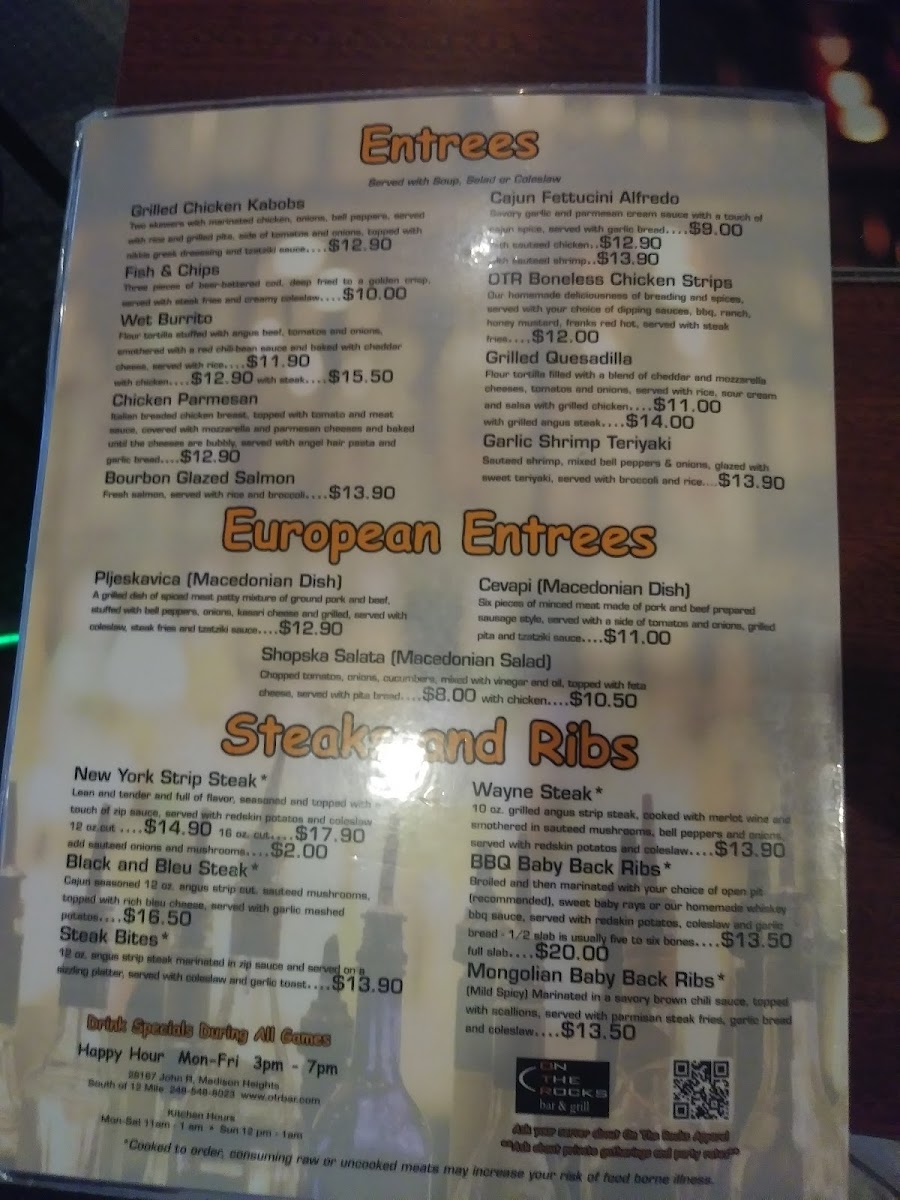 Entrees
Served with Soup, Salad or Coleslaw
Grilled Chicken Kabobs
Two skewers with marinated chicken, onions, bell peppers, served
with rice and grilled pita, side of tomatos and onions, topped with
nikkis greek dressing and tzatziki sauce....$12.90
Fish & Chips
Three pieces of beer-battered cod, deep fried to a golden crisp,
served with steak fries and creamy coleslaw....$10.00
Wet Burrito
Flour tortilla stuffed with angus beef, tomatos and onions,
smothered with a red chili-bean sauce and baked with cheddar
cheese, served with rice....$11.90
with chicken....$12.90 with steak....$15.50
Chicken Parmesan
Italian breaded chicken breast, topped with tomato and meat
sauce, covered with mozzarella and parmesan cheeses and baked
until the cheeses are bubbly, served with angel hair pasta and
garlic bread....$12.90
Bourbon Glazed Salmon
Fresh salmon, served with rice and broccoli....$13.90
Cajun Fettucini Alfredo
Savory garlic and parmesan cream sauce with a touch of
cajun spice, served with garlic bread....$9.00
with sauteed chicken..$12.90
with sauteed shrimp..$13.90
OTR Boneless Chicken Strips
Our homemade deliciousness of breading and spices,
served with your choice of dipping sauces, bbq, ranch,
honey mustard, franks red hot, served with steak
fries....$12.00
Grilled Quesadilla
Flour tortilla filled with a blend of cheddar and mozzarella
cheeses, tomatos and onions, served with rice, sour cream
and salsa with grilled chicken....$11.00
with grilled angus steak....$14.00
Garlic Shrimp Teriyaki
Sauteed shrimp, mixed bell peppers & onions, glazed with
sweet teriyaki, served with broccoli and rice....$13.90
European Entrees
Pljeskavica (Macedonian Dish)
A grilled dish of spiced meat patty mixture of ground pork and beef,
stuffed with bell peppers, onions, kasari cheese and grilled, served with
coleslaw, steak fries and tzatziki sauce....$12.90
Cevapi (Macedonian Dish)
Six pieces of minced meat made of pork and beef prepared
sausage style, served with a side of tomatos and onions, grilled
pita and tzatziki sauce....$11.00
Shopska Salata (Macedonian Salad)
Chopped tomatos, onions, cucumbers, mixed with vinegar and oil, topped with feta
cheese, served with pita bread....$8.00 with chicken....$10.50
Steaks and Ribs
New York Strip Steak*
Lean and tender and full of flavor, seasoned and topped with a
touch of zip sauce, served with redskin potatos and coleslaw
12 oz.cut ....$14.90 16 oz. cut....$17.90
add sauteed onions and mushrooms....$2.00
Black and Bleu Steak*
Cajun seasoned 12 oz. angus strip cut, sauteed mushrooms,
topped with rich bleu cheese, served with garlic mashed
potatos....$16.50
Steak Bites*
12 oz. angus strip steak marinated in zip sauce and served on a
sizzling platter, served with coleslaw and garlic toast....$13.90
Wayne Steak*
10 oz. grilled angus strip steak, cooked with merlot wine and
smothered in sauteed mushrooms, bell peppers and onions,
served with redskin potatos and coleslaw....$13.90
BBQ Baby Back Ribs*
Broiled and then marinated with your choice of open pit
(recommended), sweet baby rays or our homemade whiskey
bbq sauce, served with redskin potatos, coleslaw and garlic
bread - 1/2 slab is usually five to six bones....$13.50
full slab....$20.00
Mongolian Baby Back Ribs*
(Mild Spicy) Marinated in a savory brown chili sauce, topped
with scallions, served with parmisan steak fries, garlic bread
and coleslaw....$13.50
Drink Specials During All Games
Happy Hour Mon-Fri 3pm - 7pm
28167 John R, Madison Heights
South of 12 Mile 248-548-8023 www.otrbar.com
Kitchen Hours
Mon-Sat 11am - 1 am • Sun 12 pm - 1am
ON
THE
ROCKS
bar & grill
Ask your server about On The Rocks Apparel
**Ask about private gatherings and party rates**
*Cooked to order, consuming raw or uncooked meats may increase your risk of food borne illness.